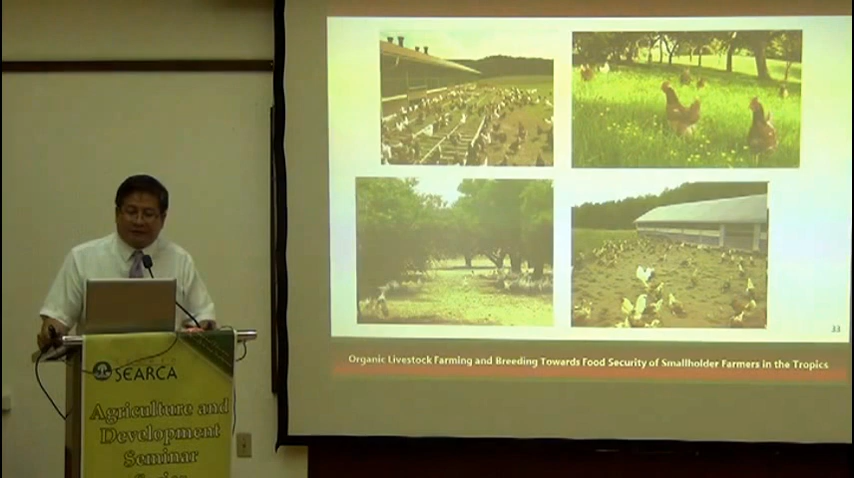 33
Organic Livestock Farming and Breeding Towards Food Security of Smallholder Farmers in the Tropics
SEARCA
Agriculture and
Development
Seminar